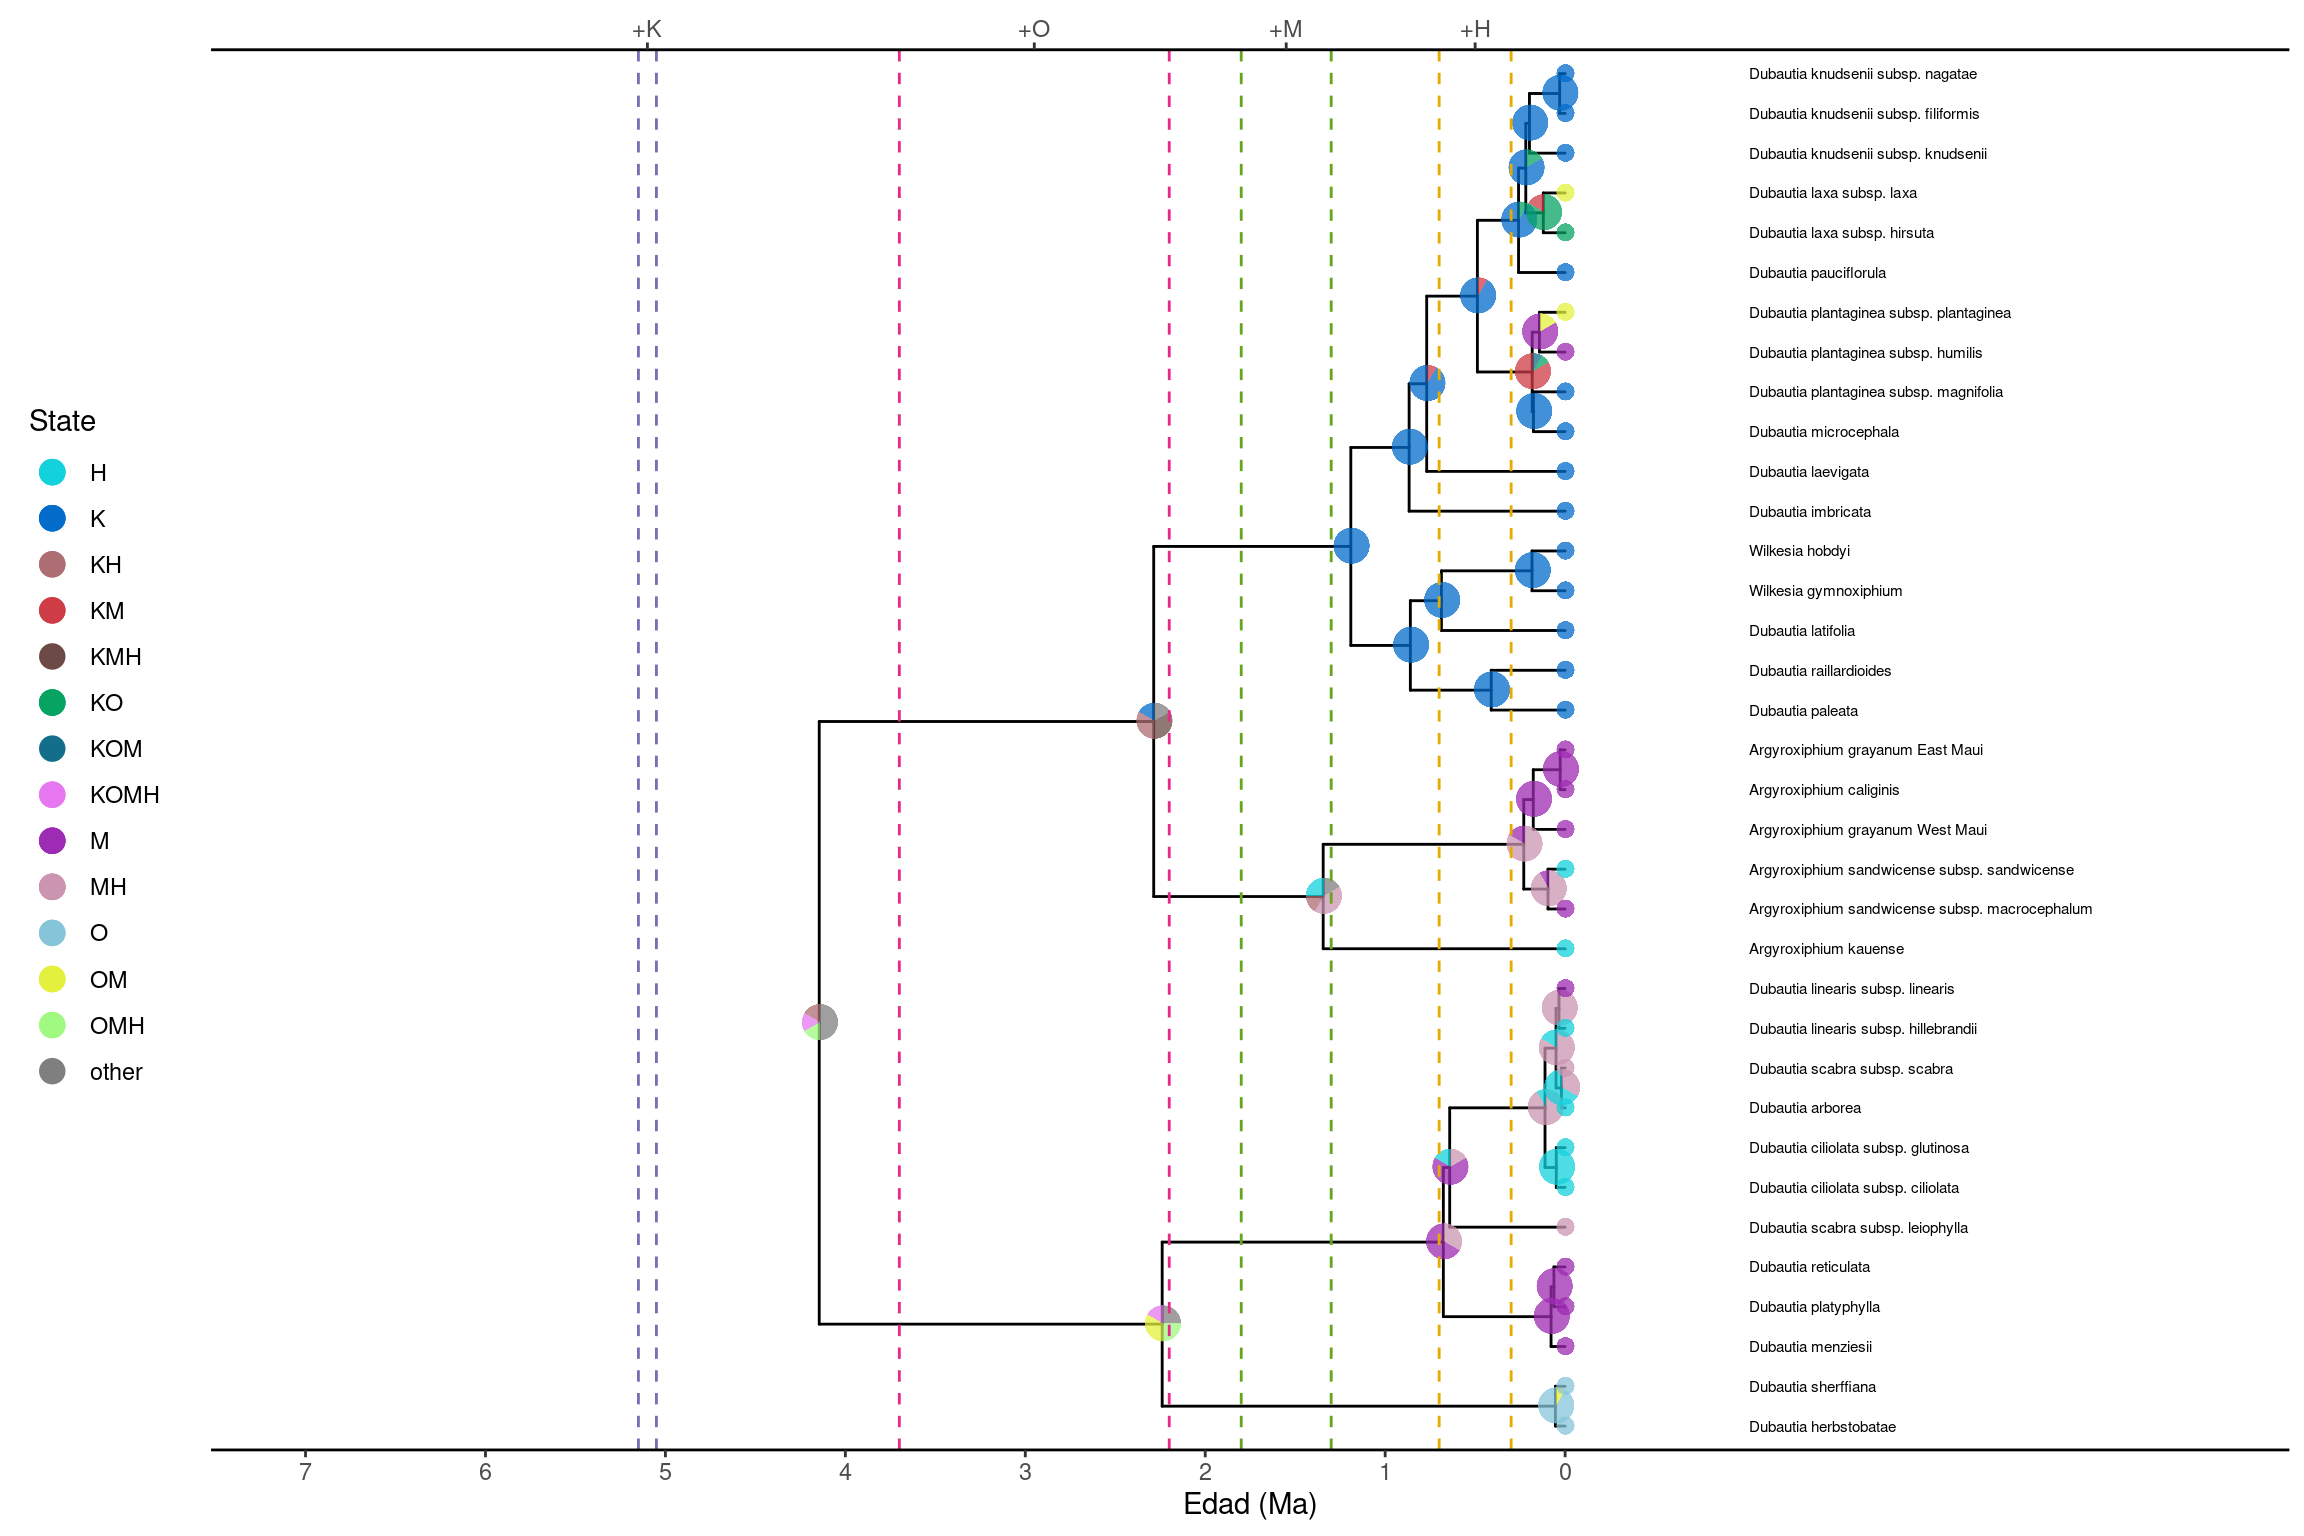 +K +O +M +H
State
H
K
KH
KM
KMH
KO
KOM
KOMH
M
MH
O
OM
OMH
other
Dubautia knudsenii subsp. nagatae
Dubautia knudsenii subsp. filiformis
Dubautia knudsenii subsp. knudsenii
Dubautia laxa subsp. laxa
Dubautia laxa subsp. hirsuta
Dubautia pauciflorula
Dubautia plantaginea subsp. plantaginea
Dubautia plantaginea subsp. humilis
Dubautia plantaginea subsp. magnifolia
Dubautia microcephala
Dubautia laevigata
Dubautia imbricata
Wilkesia hobdyi
Wilkesia gymnoxiphium
Dubautia latifolia
Dubautia raillardioides
Dubautia paleata
Argyroxiphium grayanum East Maui
Argyroxiphium caliginis
Argyroxiphium grayanum West Maui
Argyroxiphium sandwicense subsp. sandwicense
Argyroxiphium sandwicense subsp. macrocephalum
Argyroxiphium kauense
Dubautia linearis subsp. linearis
Dubautia linearis subsp. hillebrandii
Dubautia scabra subsp. scabra
Dubautia arborea
Dubautia ciliolata subsp. glutinosa
Dubautia ciliolata subsp. ciliolata
Dubautia scabra subsp. leiophylla
Dubautia reticulata
Dubautia platyphylla
Dubautia menziesii
Dubautia sherffiana
Dubautia herbstobatae
7 6 5 4 3 2 1 0
Edad (Ma)